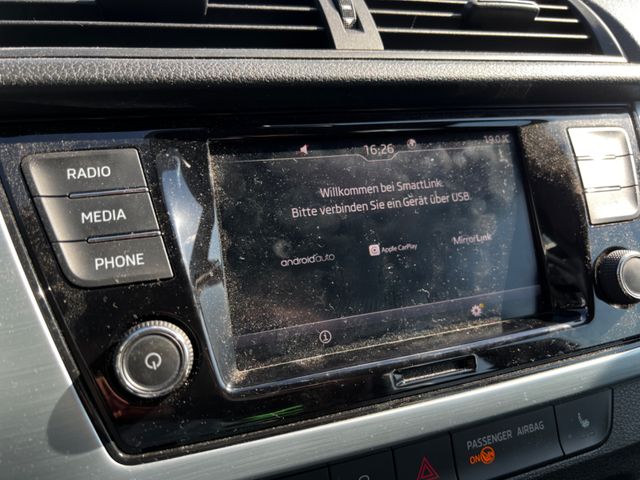 16:26
RADIO
MEDIA
PHONE
Willkommen bei SmartLink.
Bitte verbinden Sie ein Gerät über USB.
androidauto
Apple CarPlay
MirrorLink
PASSENGER AIRBAG
ON